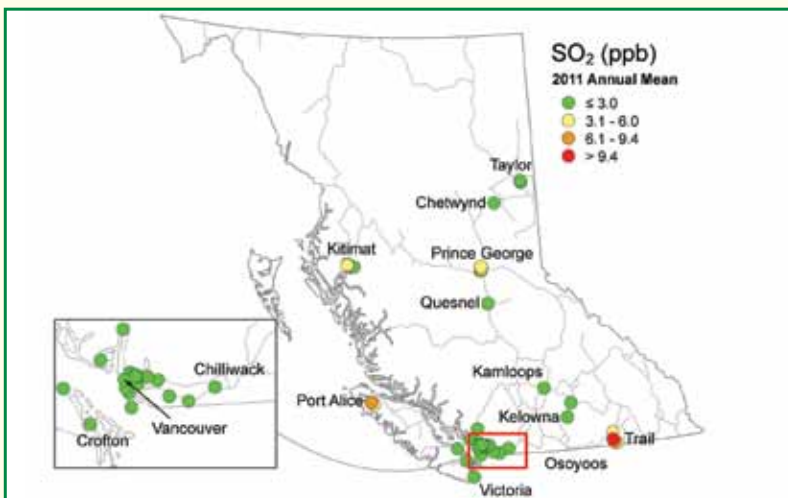 SO₂ (ppb)
2011 Annual Mean
≤ 3.0
3.1 - 6.0
6.1 - 9.4
> 9.4
Taylor
Chetwynd
Kitimat
Prince George
Quesnel
Chilliwack
Kamloops
Port Alice
Kelowna
Vancouver
Crofton
Trail
Osoyoos
Victoria